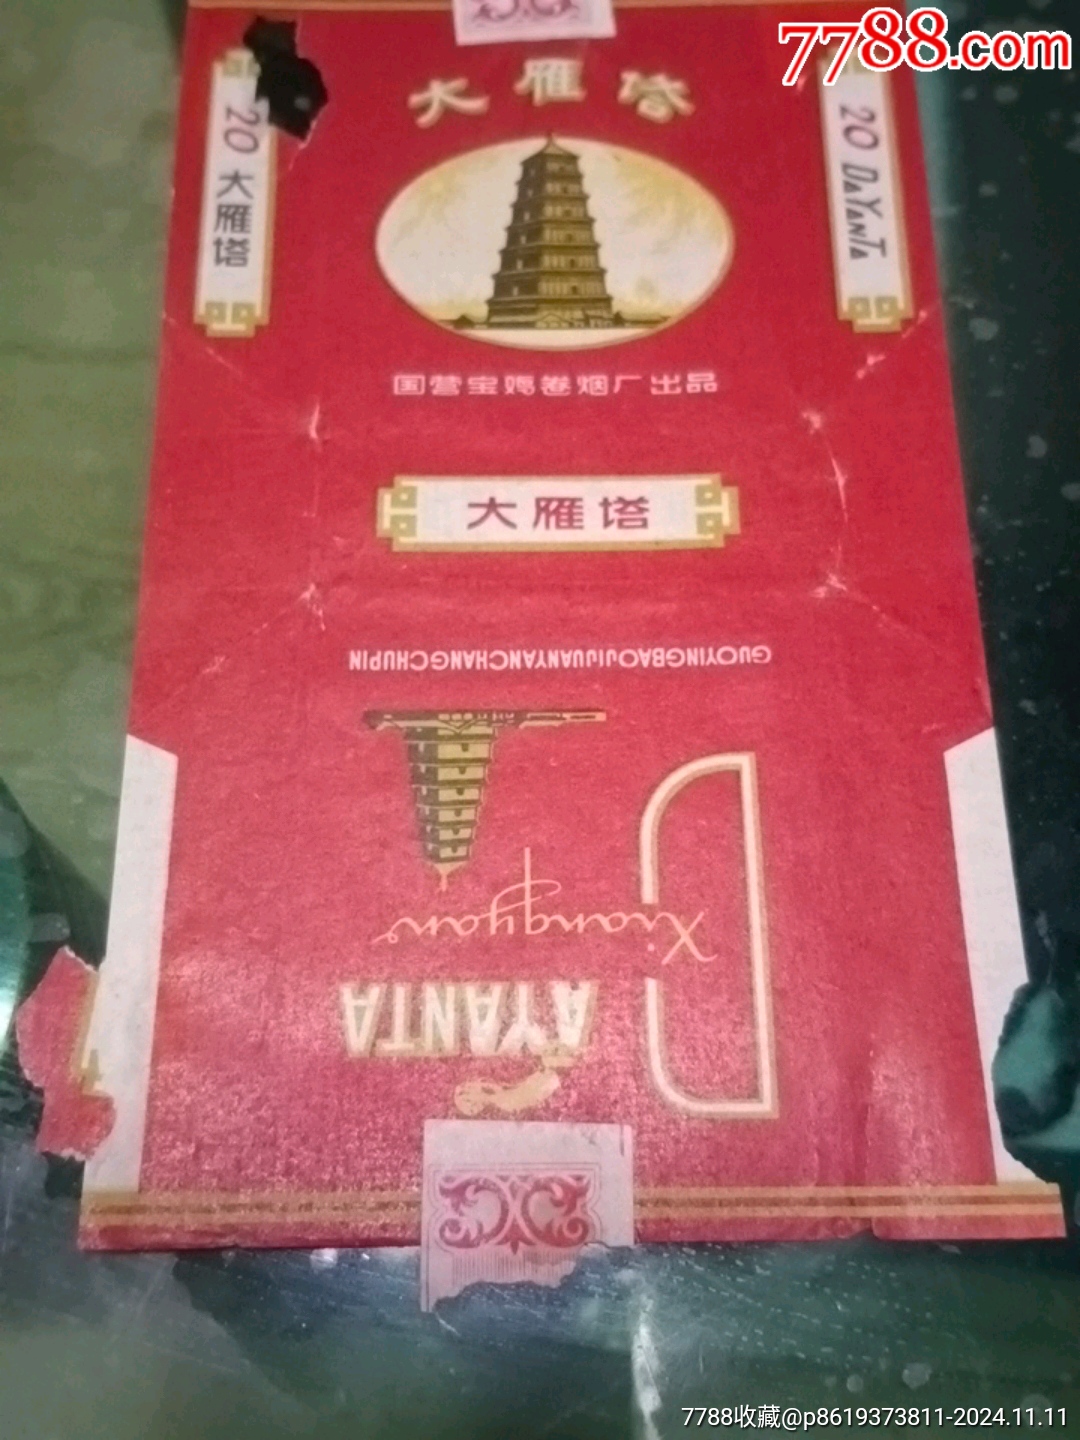 7788.com
大雁塔
20 大雁塔
20 DaYanTa
国营宝鸡卷烟厂出品
大雁塔
GUOYINGBAOJIJUANYANCHANGCHUPIN
Xiangyan
DAYANTA
7788收藏@p8619373811-2024.11.11